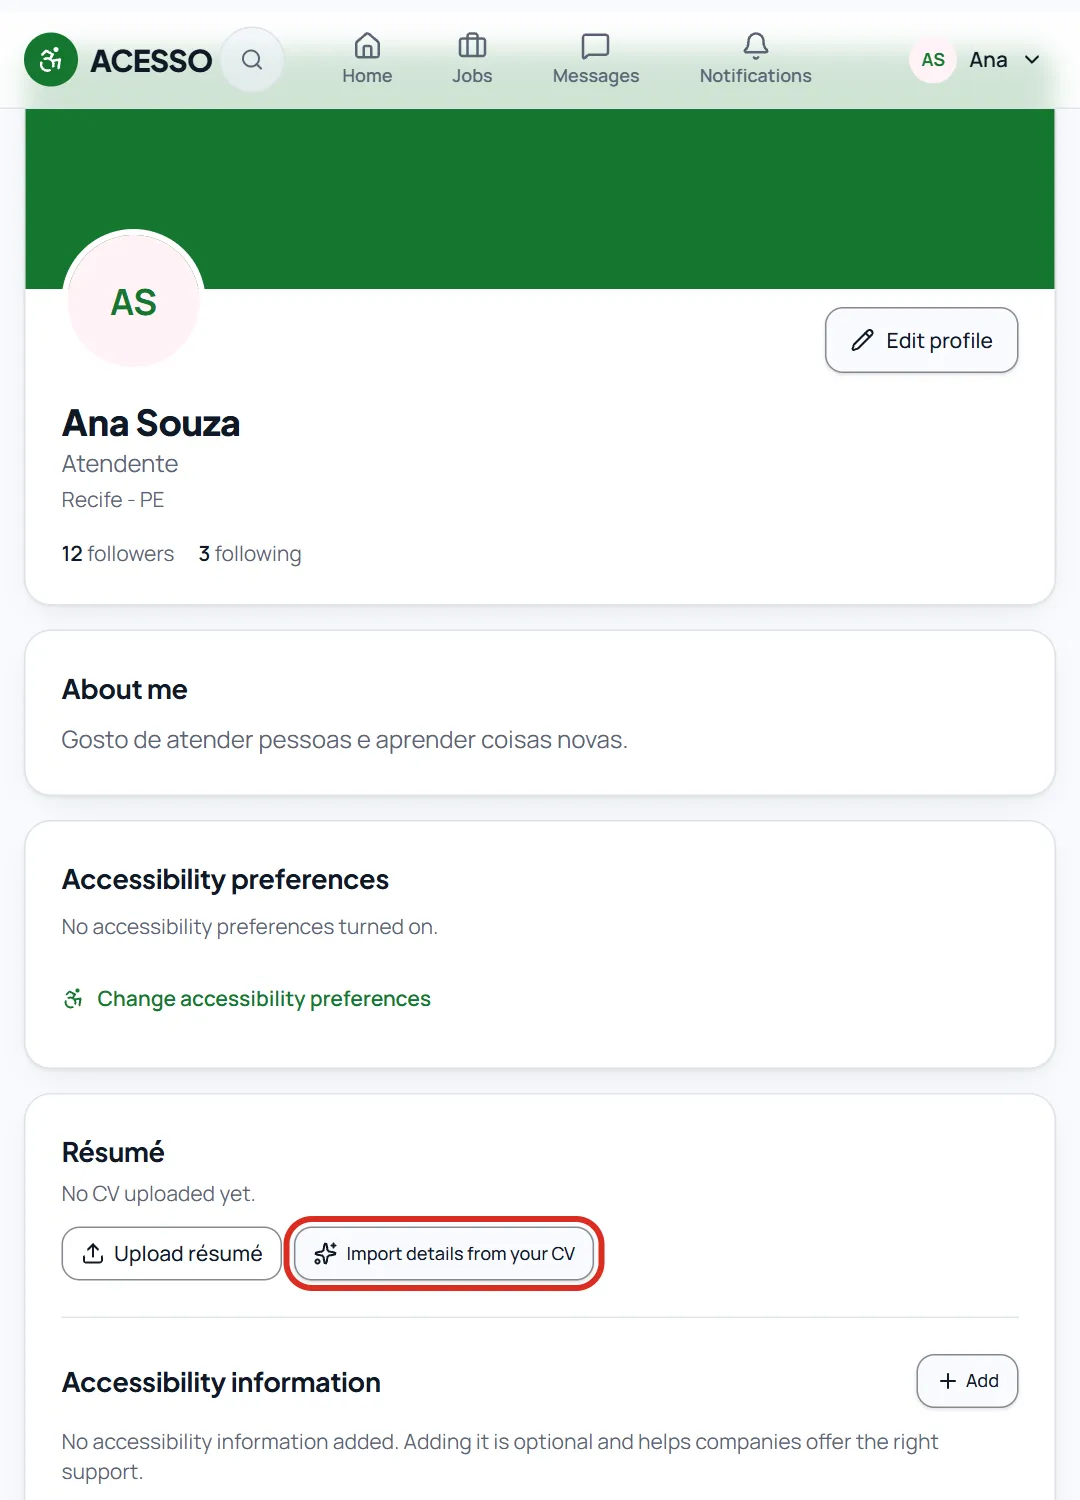 ACESSO
Home
Jobs
Messages
Notifications
AS
Ana
AS
Edit profile
Ana Souza
Atendente
Recife - PE
12 followers 3 following
About me
Gosto de atender pessoas e aprender coisas novas.
Accessibility preferences
No accessibility preferences turned on.
Change accessibility preferences
Résumé
No CV uploaded yet.
Upload résumé
Import details from your CV
Accessibility information
Add
No accessibility information added. Adding it is optional and helps companies offer the right
support.